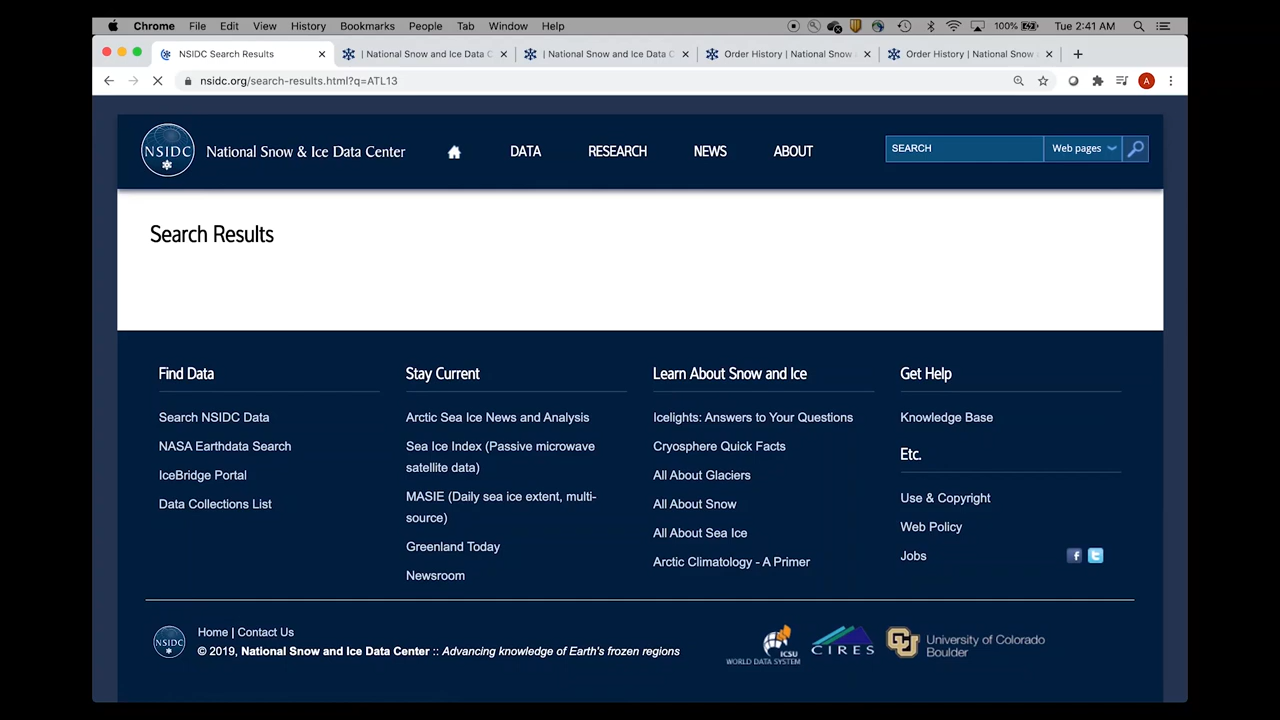 Chrome File Edit View History Bookmarks People Tab Window Help 100% Tue 2:41 AM
NSIDC Search Results | National Snow and Ice Data C | National Snow and Ice Data C Order History | National Snow Order History | National Snow
nsidc.org/search-results.html?q=ATL13 A
NSIDC National Snow & Ice Data Center DATA RESEARCH NEWS ABOUT SEARCH Web pages
Search Results
Find Data Stay Current Learn About Snow and Ice Get Help
Search NSIDC Data Arctic Sea Ice News and Analysis Icelights: Answers to Your Questions Knowledge Base
NASA Earthdata Search Sea Ice Index (Passive microwave Cryosphere Quick Facts Etc.
satellite data)
IceBridge Portal All About Glaciers
MASIE (Daily sea ice extent, multi- Use & Copyright
Data Collections List All About Snow
source) Web Policy
All About Sea Ice
Greenland Today Jobs
Arctic Climatology - A Primer
Newsroom
NSIDC Home | Contact Us
© 2019, National Snow and Ice Data Center :: Advancing knowledge of Earth's frozen regions
ICSU
WORLD DATA SYSTEM
CIRES
CU University of Colorado
Boulder